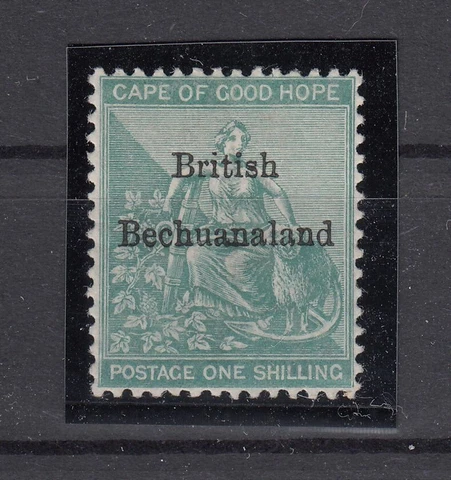 CAPE OF GOOD HOPE
British
Bechuanaland
POSTAGE ONE SHILLING